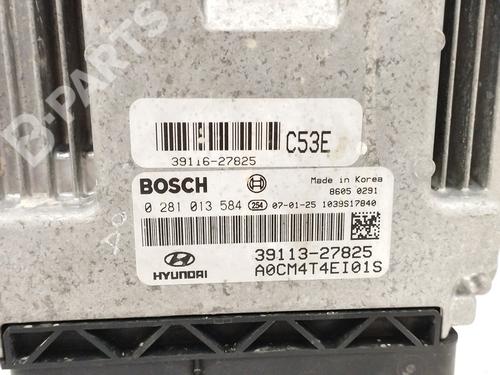 B-PARTS
C53E
39116-27825
BOSCH
Made in Korea
8605 0291
0 281 013 584 254 07-01-25 1039S17840
39113-27825
HYUNDAI
A0CM4T4EI01S